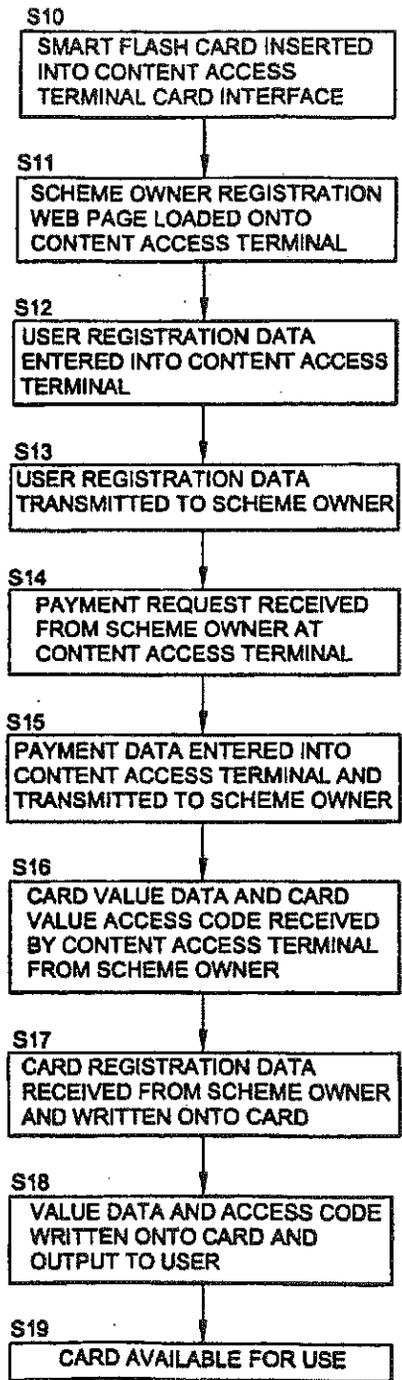 S10
SMART FLASH CARD INSERTED
INTO CONTENT ACCESS
TERMINAL CARD INTERFACE
S11
SCHEME OWNER REGISTRATION
WEB PAGE LOADED ONTO
CONTENT ACCESS TERMINAL
S12
USER REGISTRATION DATA
ENTERED INTO CONTENT ACCESS
TERMINAL
S13
USER REGISTRATION DATA
TRANSMITTED TO SCHEME OWNER
S14
PAYMENT REQUEST RECEIVED
FROM SCHEME OWNER AT
CONTENT ACCESS TERMINAL
S15
PAYMENT DATA ENTERED INTO
CONTENT ACCESS TERMINAL AND
TRANSMITTED TO SCHEME OWNER
S16
CARD VALUE DATA AND CARD
VALUE ACCESS CODE RECEIVED
BY CONTENT ACCESS TERMINAL
FROM SCHEME OWNER
S17
CARD REGISTRATION DATA
RECEIVED FROM SCHEME OWNER
AND WRITTEN ONTO CARD
S18
VALUE DATA AND ACCESS CODE
WRITTEN ONTO CARD AND
OUTPUT TO USER
S19
CARD AVAILABLE FOR USE